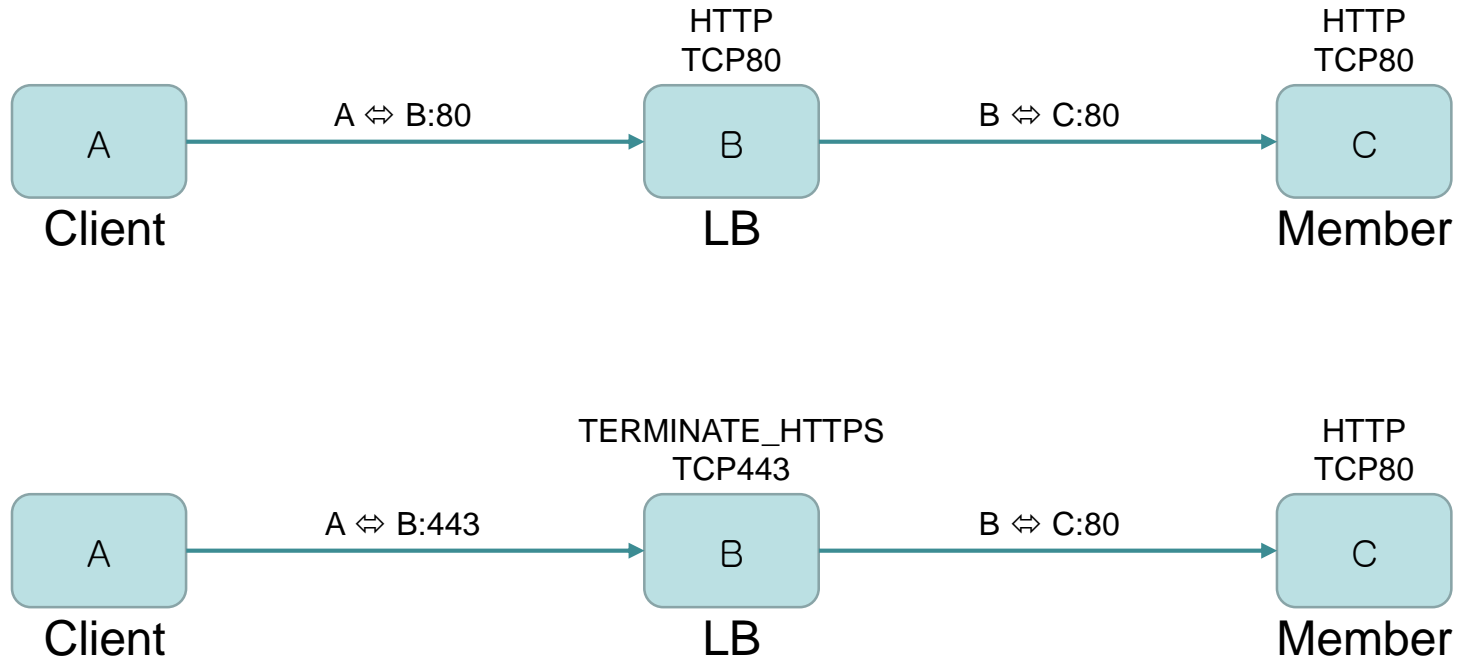 HTTP
TCP80
HTTP
TCP80
A
A ⇔ B:80
B
B ⇔ C:80
C
Client
LB
Member
TERMINATE_HTTPS
TCP443
HTTP
TCP80
A
A ⇔ B:443
B
B ⇔ C:80
C
Client
LB
Member